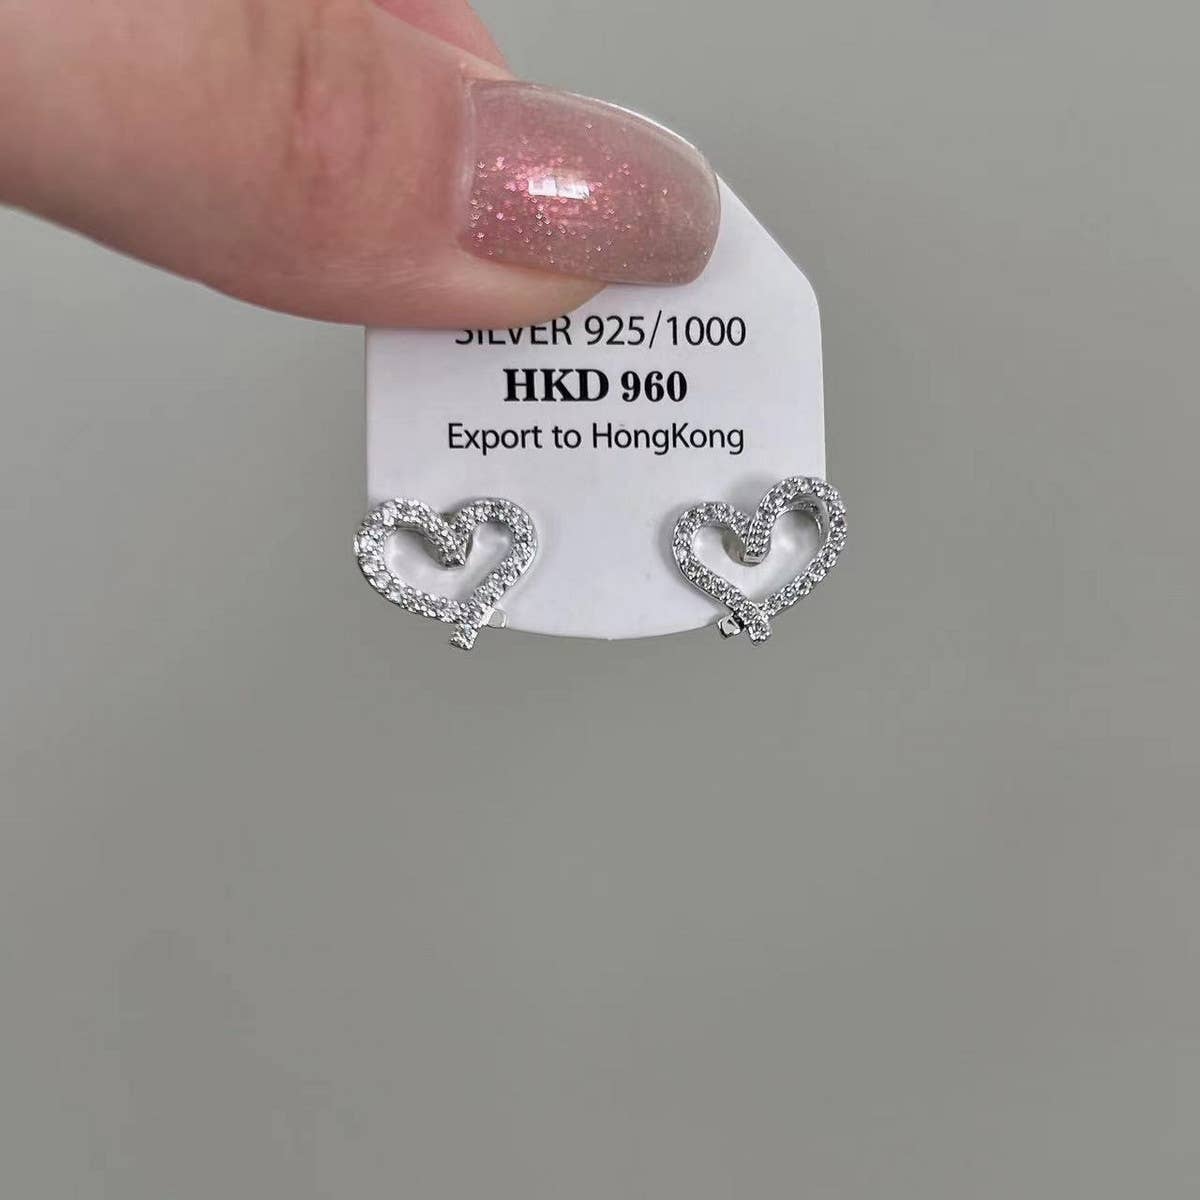 SILVER 925/1000
HKD 960
Export to HongKong